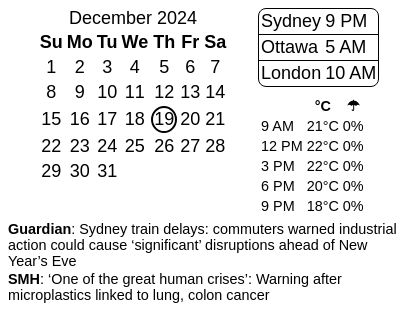 December 2024
Su Mo Tu We Th Fr Sa
1 2 3 4 5 6 7
8 9 10 11 12 13 14
15 16 17 18 19 20 21
22 23 24 25 26 27 28
29 30 31
Sydney 9 PM
Ottawa 5 AM
London 10 AM
°C ☂
9 AM 21°C 0%
12 PM 22°C 0%
3 PM 22°C 0%
6 PM 20°C 0%
9 PM 18°C 0%
Guardian: Sydney train delays: commuters warned industrial
action could cause ‘significant’ disruptions ahead of New
Year’s Eve
SMH: ‘One of the great human crises’: Warning after
microplastics linked to lung, colon cancer